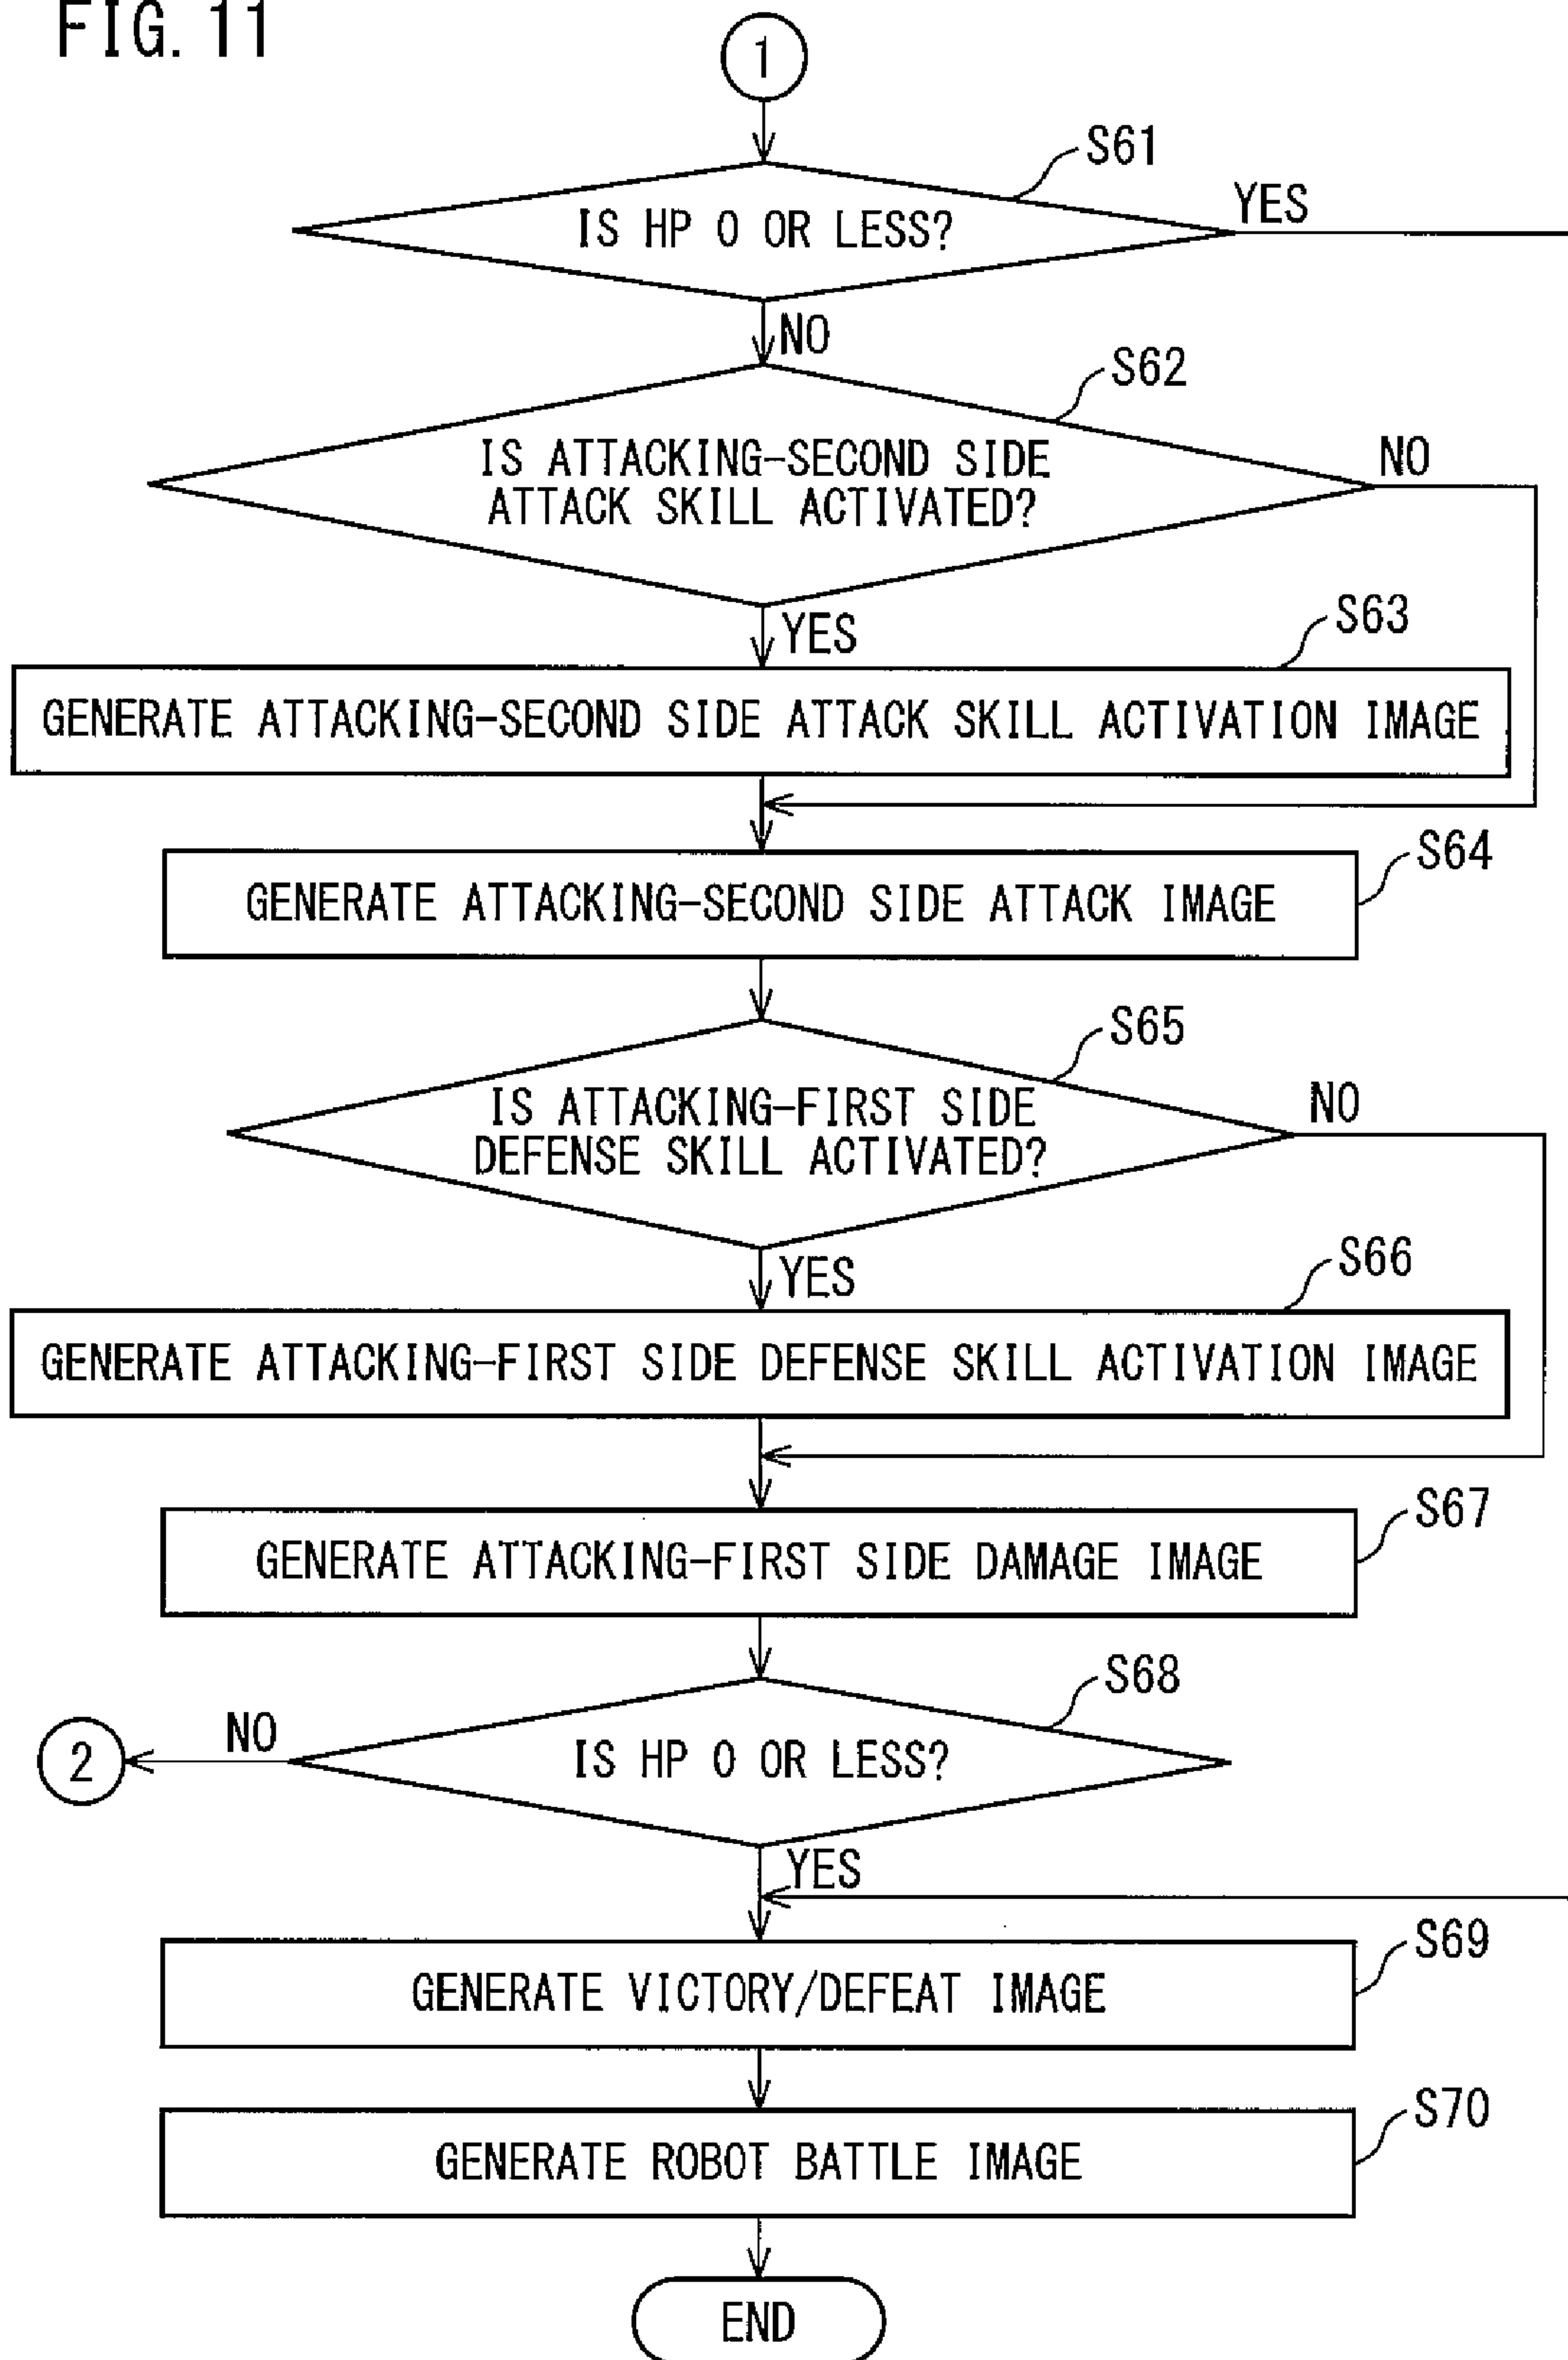 FIG. 11
1
S61
IS HP 0 OR LESS?
YES
NO
S62
IS ATTACKING-SECOND SIDE
ATTACK SKILL ACTIVATED?
NO
YES
S63
GENERATE ATTACKING-SECOND SIDE ATTACK SKILL ACTIVATION IMAGE
S64
GENERATE ATTACKING-SECOND SIDE ATTACK IMAGE
S65
IS ATTACKING-FIRST SIDE
DEFENSE SKILL ACTIVATED?
NO
YES
S66
GENERATE ATTACKING-FIRST SIDE DEFENSE SKILL ACTIVATION IMAGE
S67
GENERATE ATTACKING-FIRST SIDE DAMAGE IMAGE
S68
IS HP 0 OR LESS?
NO
2
YES
S69
GENERATE VICTORY/DEFEAT IMAGE
S70
GENERATE ROBOT BATTLE IMAGE
END